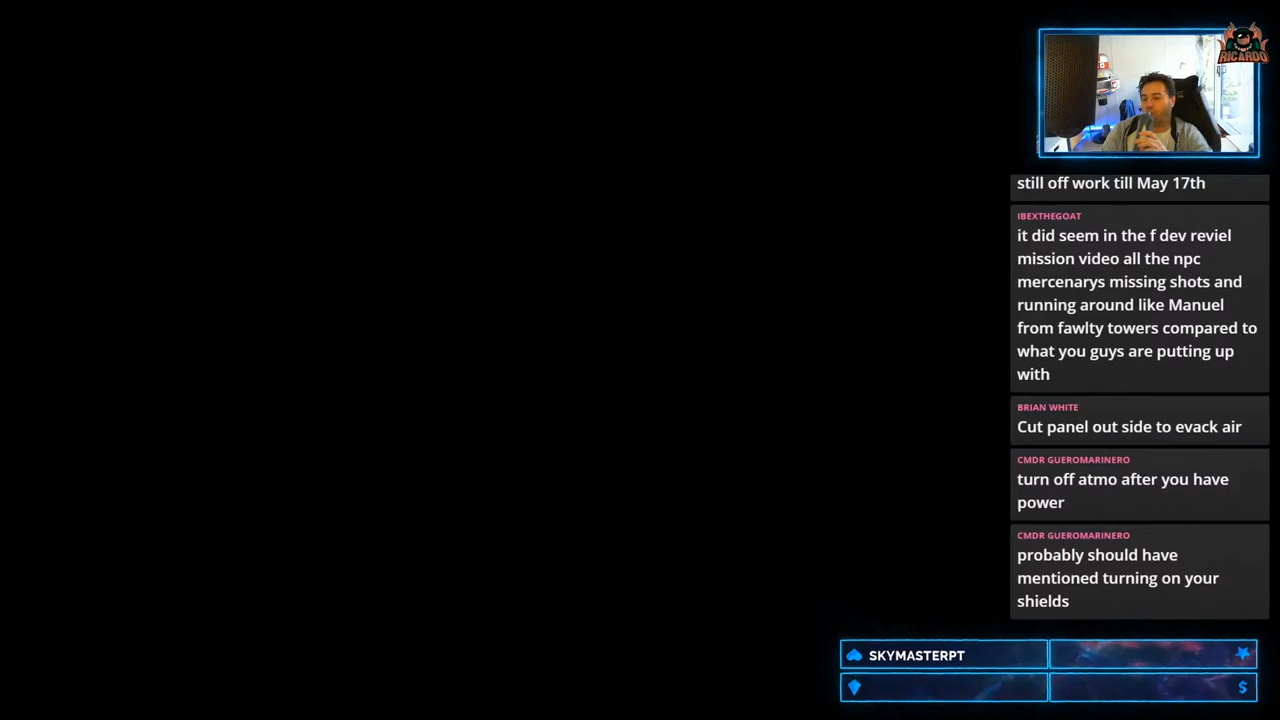 RICARDO
still off work till May 17th
IBEXTHEGOAT
it did seem in the f dev reviel
mission video all the npc
mercenarys missing shots and
running around like Manuel
from fawlty towers compared to
what you guys are putting up
with
BRIAN WHITE
Cut panel out side to evack air
CMDR GUEROMARINERO
turn off atmo after you have
power
CMDR GUEROMARINERO
probably should have
mentioned turning on your
shields
SKYMASTERPT
$